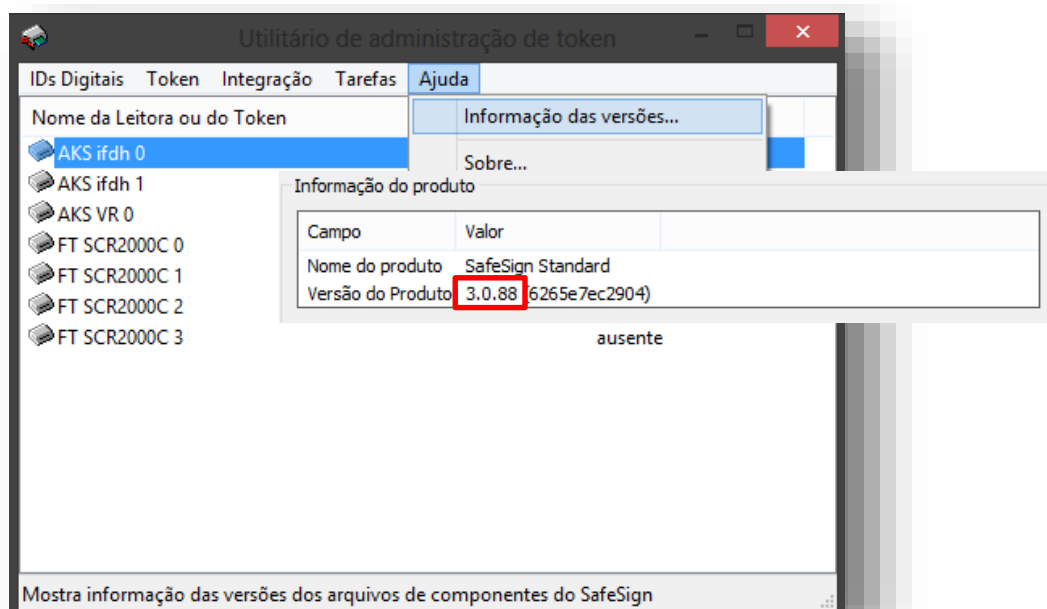 Utilitário de administração de token
IDs Digitais Token Integração Tarefas Ajuda
Nome da Leitora ou do Token
Informação das versões...
Sobre...
AKS ifdh 0
AKS ifdh 1
AKS VR 0
FT SCR2000C 0
FT SCR2000C 1
FT SCR2000C 2
FT SCR2000C 3 ausente
Informação do produto
Campo Valor
Nome do produto SafeSign Standard
Versão do Produto 3.0.88 (6265e7ec2904)
Mostra informação das versões dos arquivos de componentes do SafeSign